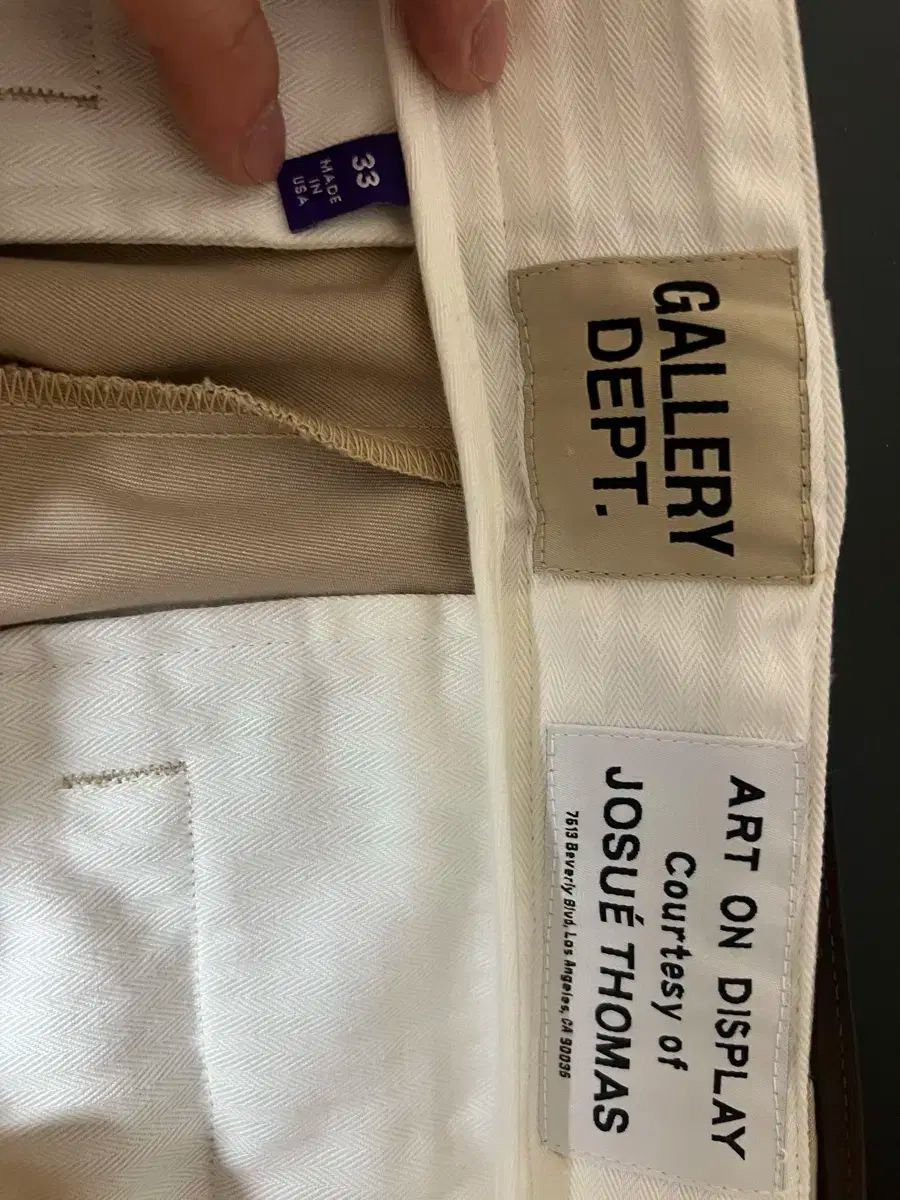 33
MADE
IN
USA
GALLERY
DEPT.
ART ON DISPLAY
Courtesy of
JOSUÉ THOMAS
7613 Beverly Blvd, Los Angeles, CA 90036